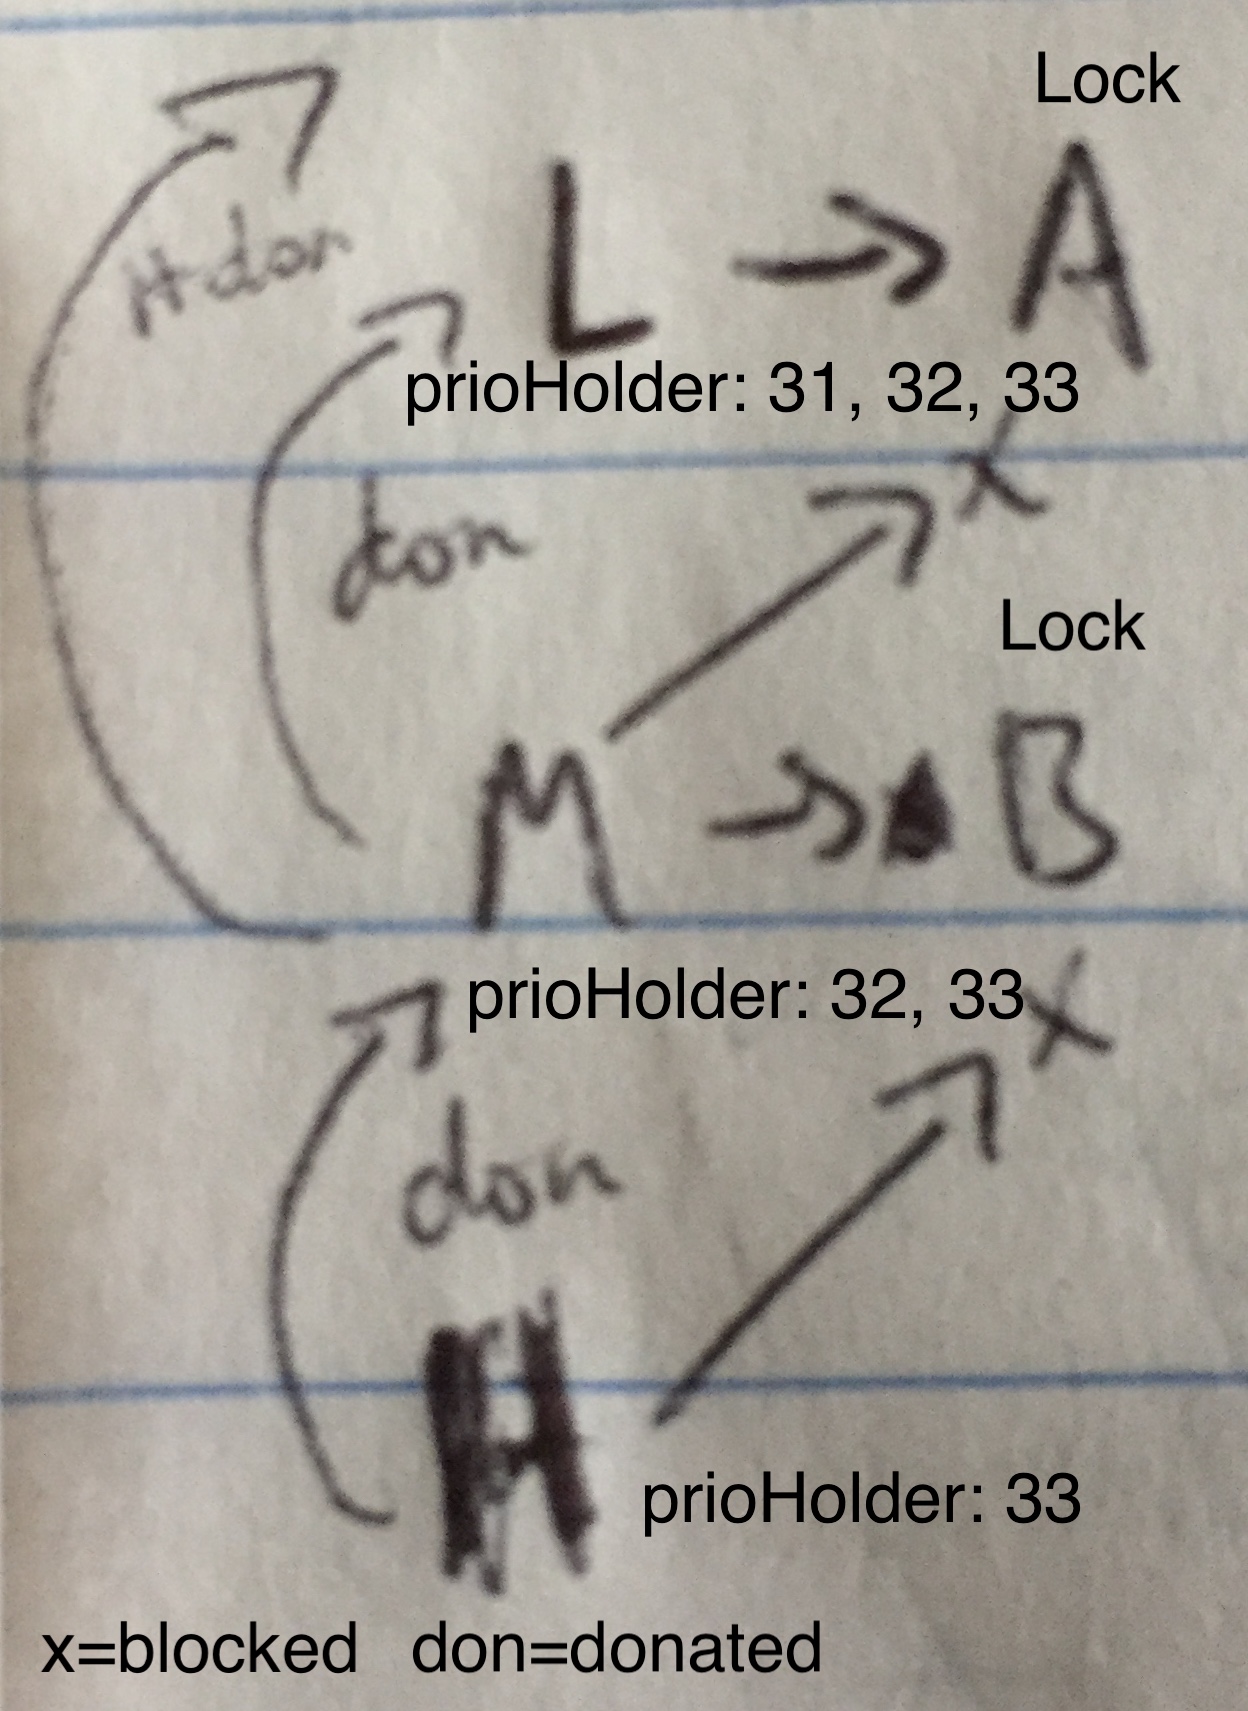 Lock
H don
L → A
prioHolder: 31, 32, 33
x
don
Lock
M → B
prioHolder: 32, 33 x
don
H
prioHolder: 33
x=blocked don=donated